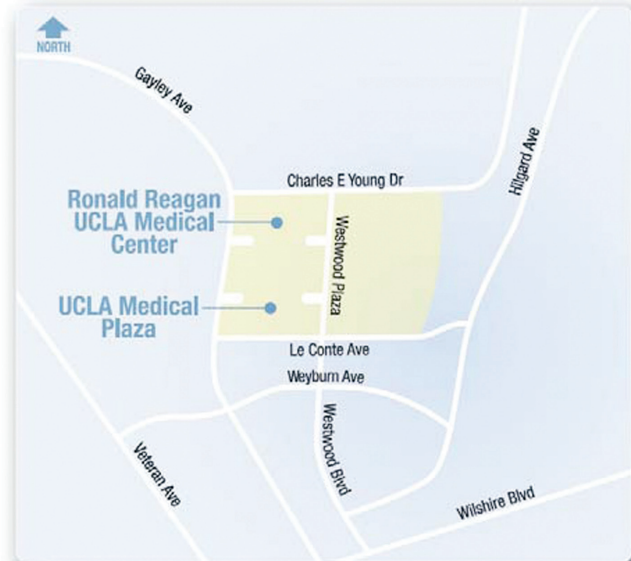 NORTH
Gayley Ave
Charles E Young Dr
Hilgard Ave
Ronald Reagan
UCLA Medical
Center
Westwood Plaza
UCLA Medical
Plaza
Le Conte Ave
Weyburn Ave
Westwood Blvd
Veteran Ave
Wilshire Blvd